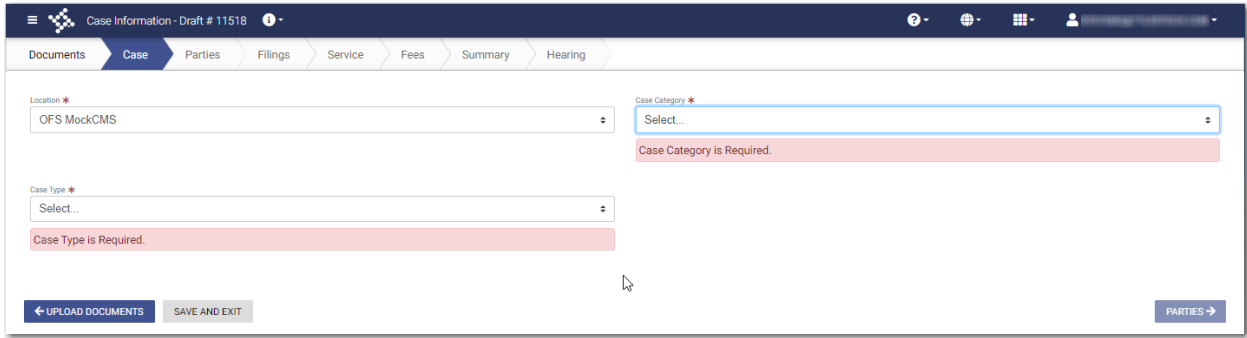 Case Information - Draft # 11518
Documents Case Parties Filings Service Fees Summary Hearing
Location * Case Category *
OFS MockCMS Select...
Case Category is Required.
Case Type *
Select...
Case Type is Required.
UPLOAD DOCUMENTS SAVE AND EXIT PARTIES